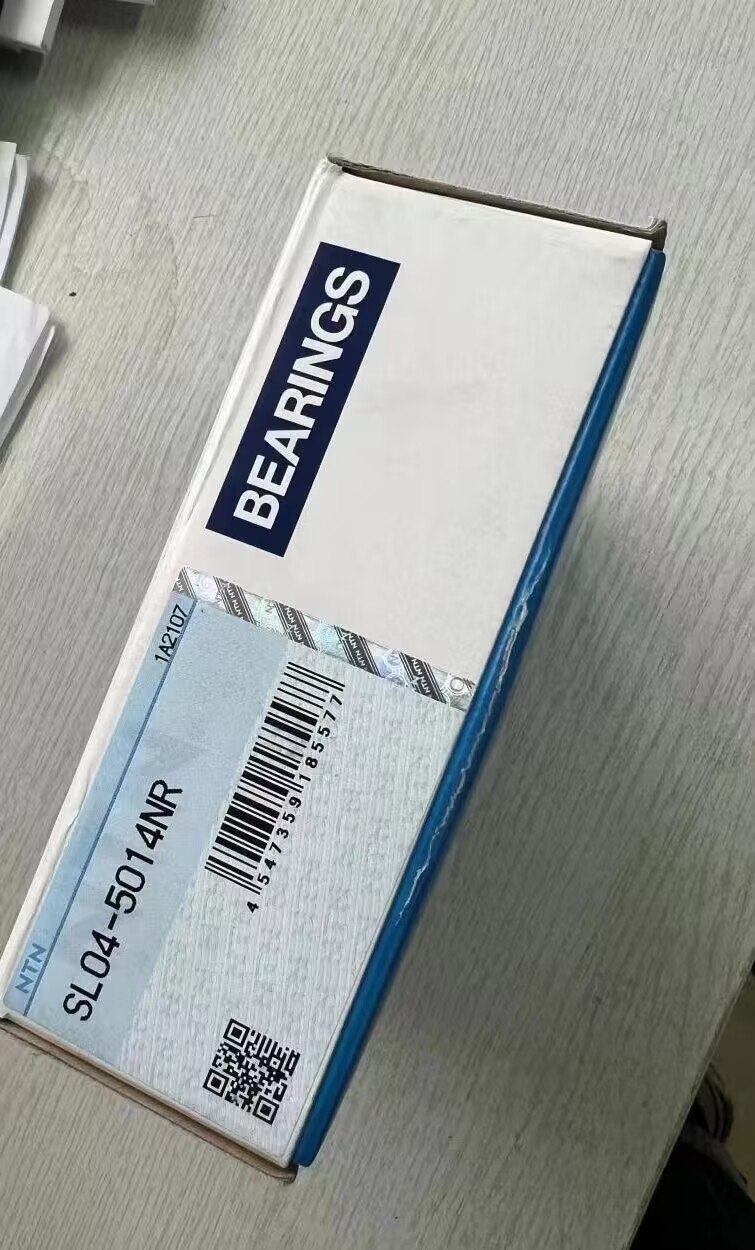 BEARINGS
NTN
1A2107
SL04-5014NR
4 547359 185577